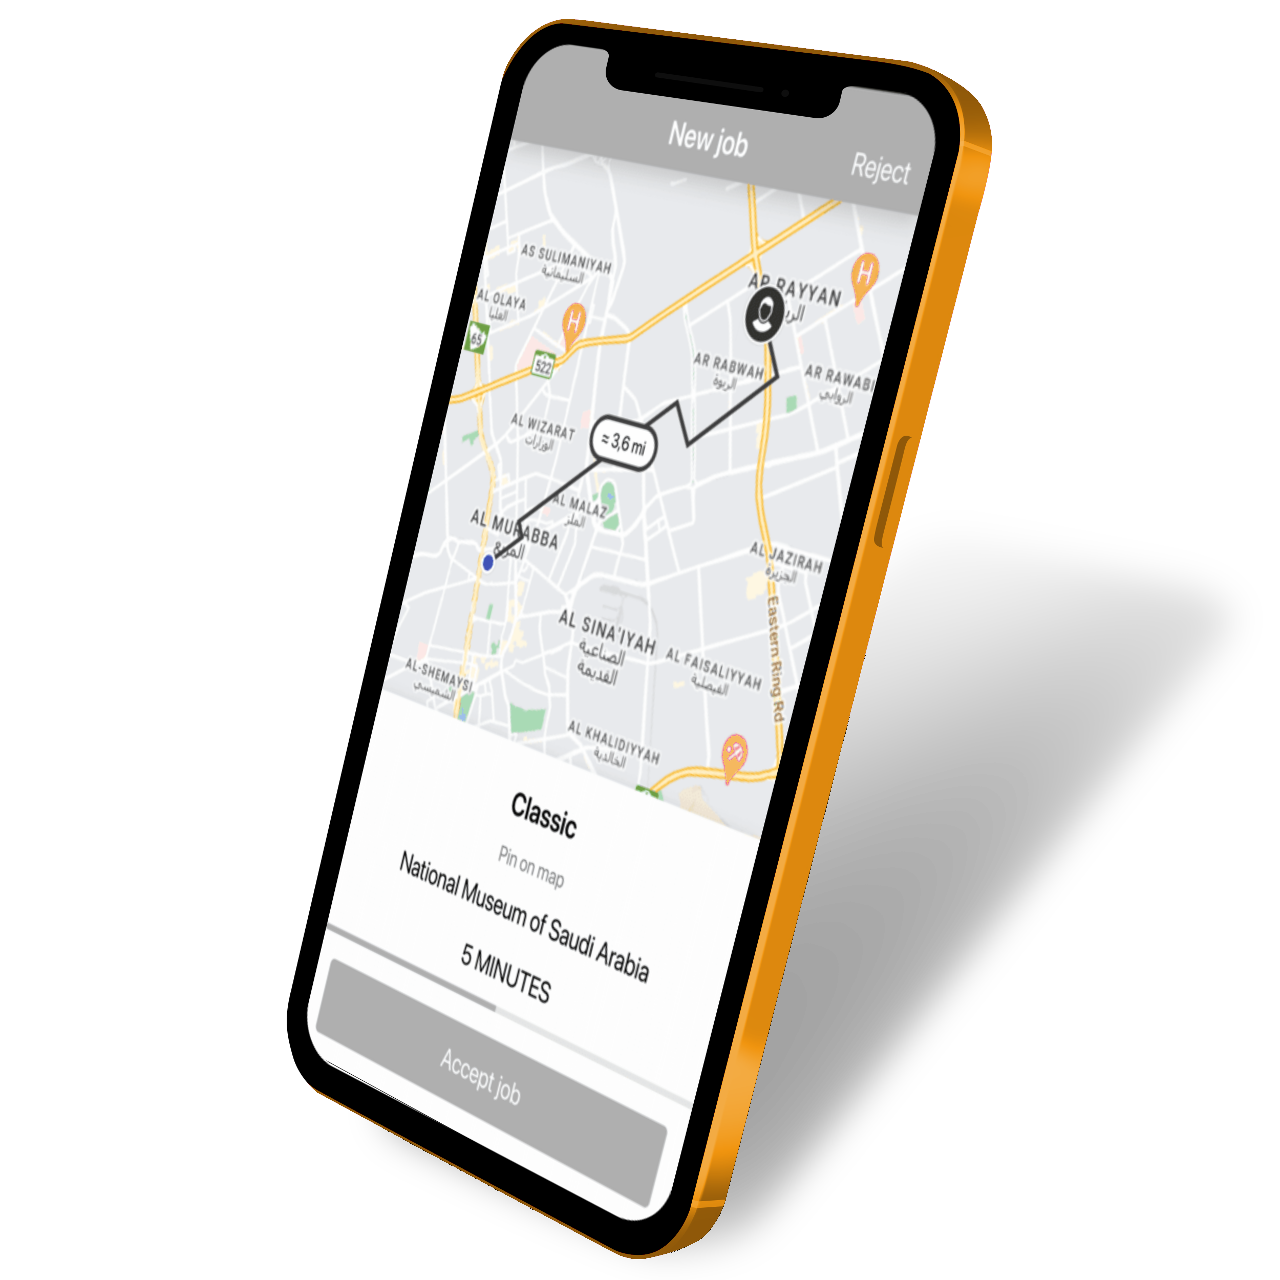 New job
Reject
AS SULIMANIYAH
السليمانية
AL OLAYA
العليا
65
H
H
522
AR RAYYAN
AR RABWAH
الربوة
AR RAWABI
الروابي
AL WIZARAT
الوزارات
≈ 3,6 mi
AL MALAZ
الملز
AL MURABBA
المربع
AL JAZIRAH
الجزيرة
Eastern Ring Rd
AL SINA'IYAH
الصناعية
القديمة
AL FAISALIYYAH
الفيصلية
AL-SHEMAYSI
الشميسي
AL KHALIDIYYAH
الخالدية
Classic
Pin on map
National Museum of Saudi Arabia
5 MINUTES
Accept job